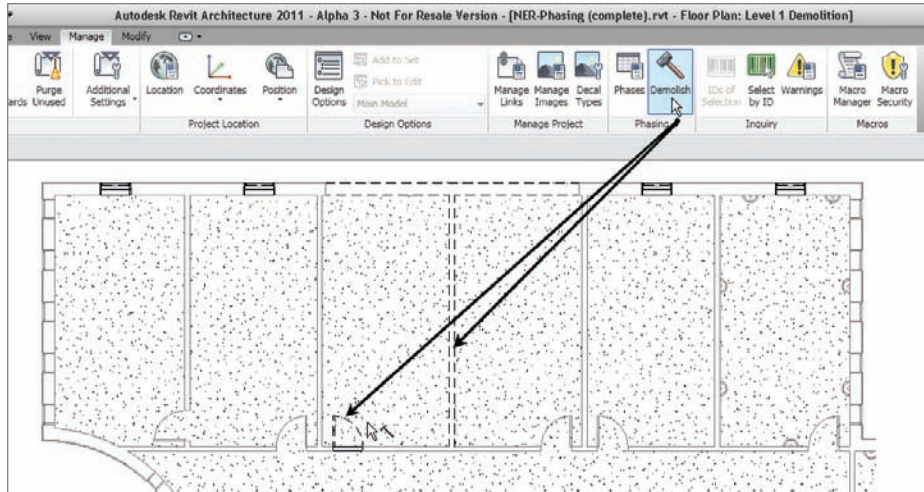 Autodesk Revit Architecture 2011 - Alpha 3 - Not For Resale Version - [NER-Phasing (complete).rvt - Floor Plan: Level 1 Demolition]
e View Manage Modify
ards Purge Unused
Additional Settings
Location Coordinates Position
Design Options
Add to Set
Pick to Edit
Main Model
Manage Links
Manage Images
Decal Types
Phases Demolish
IDs of Selection
Select by ID
Warnings
Macro Manager
Macro Security
Project Location Design Options Manage Project Phasing Inquiry Macros